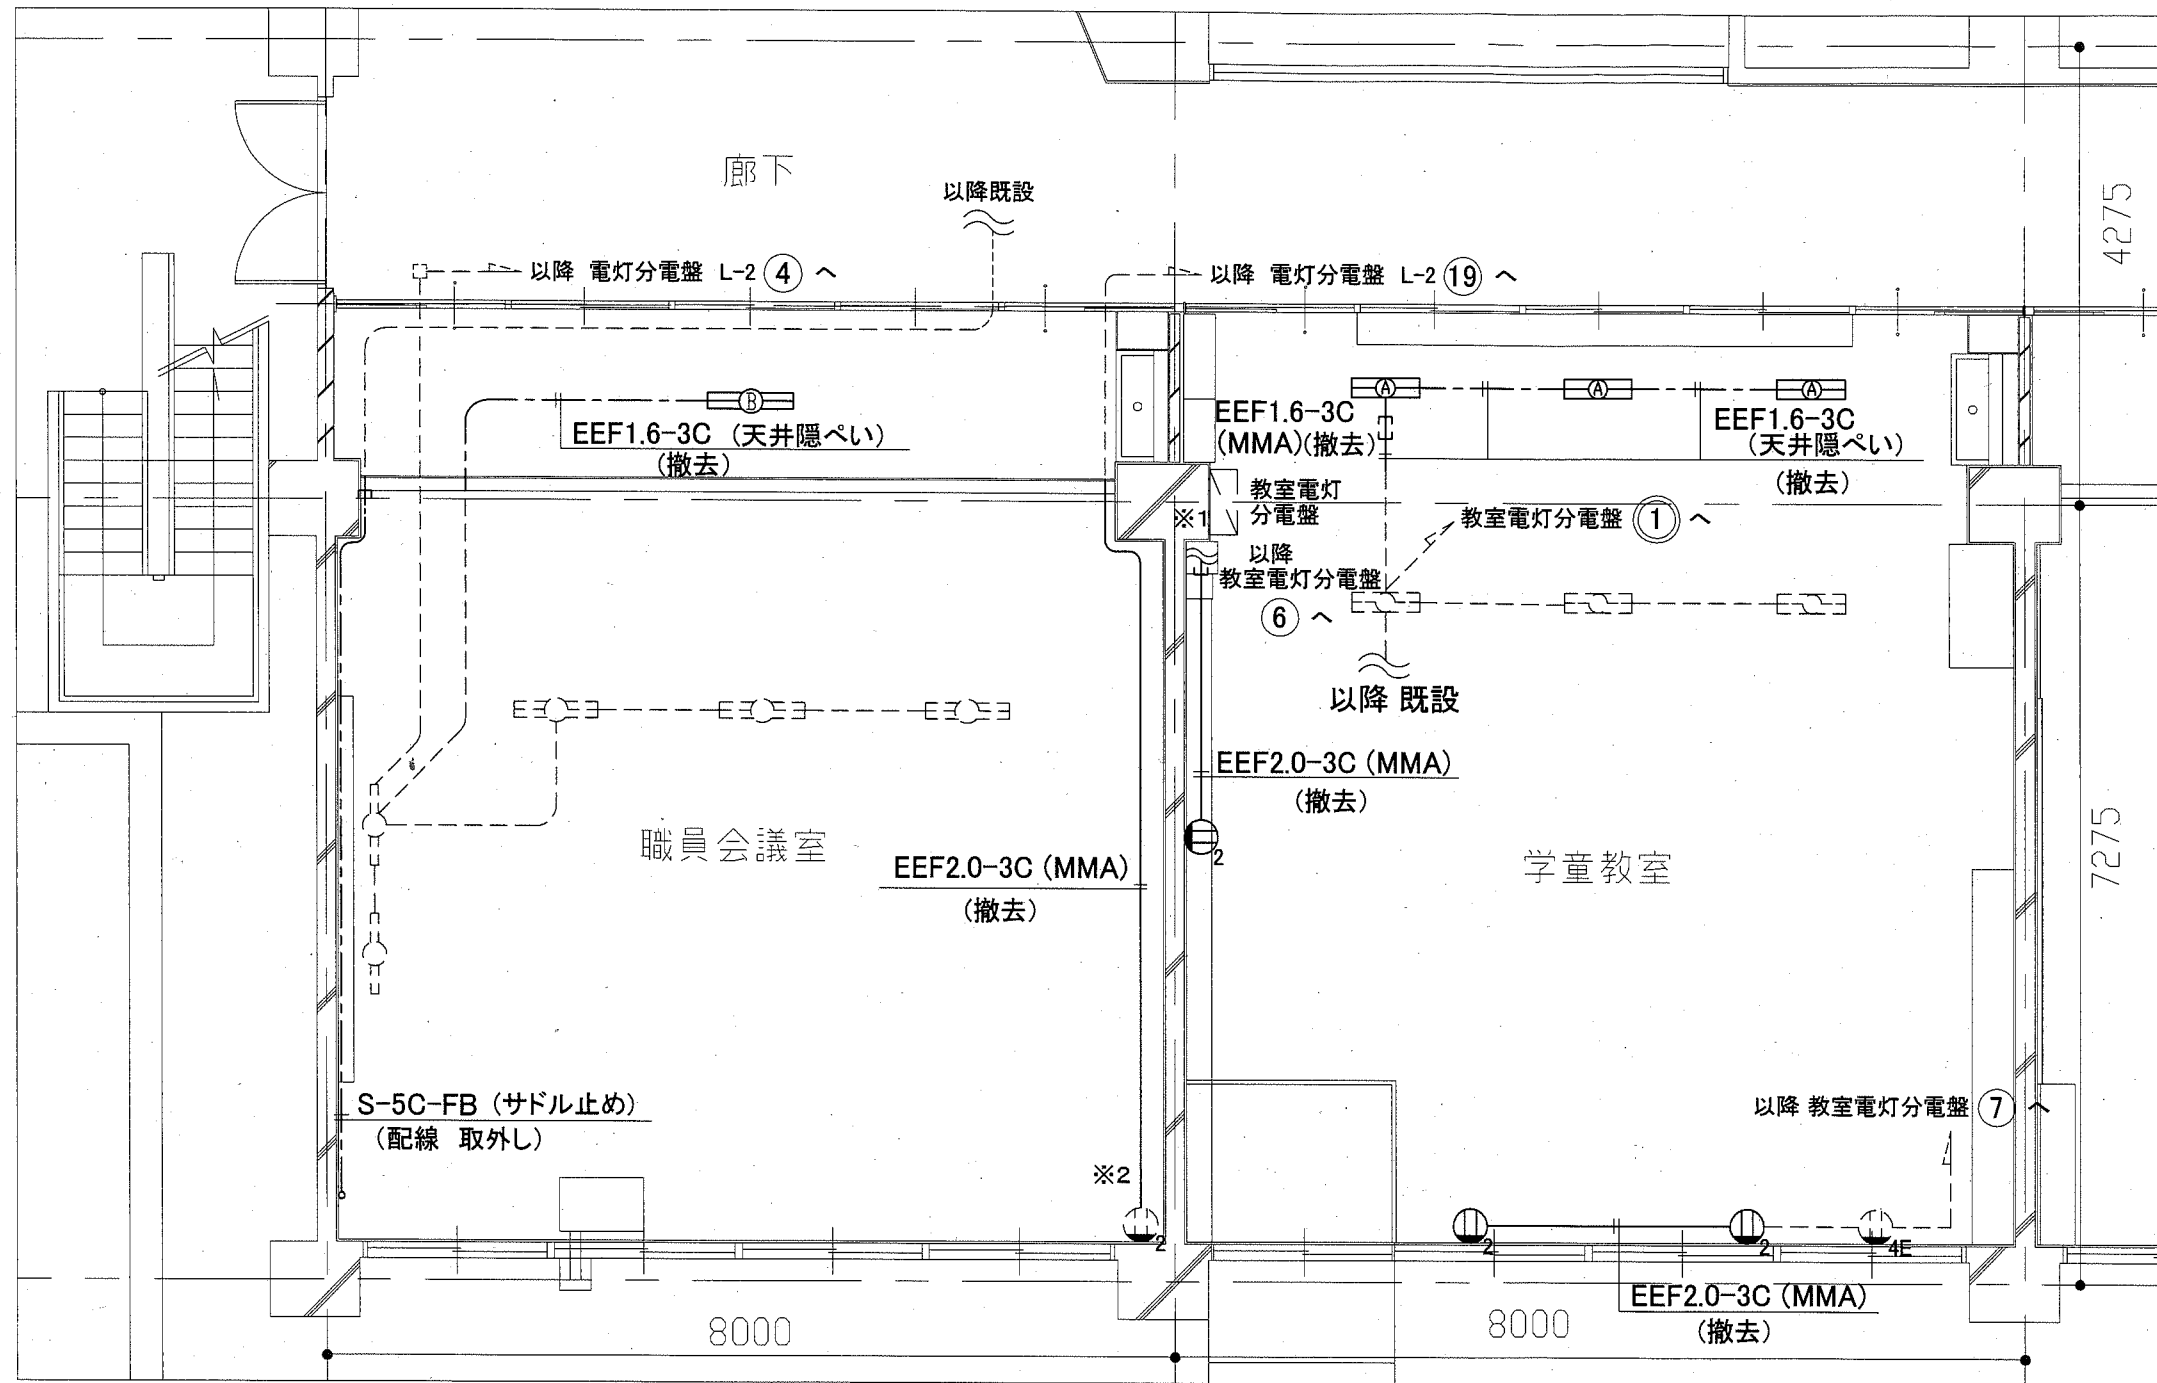 廊下
以降既設
4275
以降 電灯分電盤 L-2 ④ へ
以降 電灯分電盤 L-2 ⑲ へ
B
A
A
A
EEF1.6-3C (天井隠ぺい)
(撤去)
EEF1.6-3C
(MMA)(撤去)
EEF1.6-3C
(天井隠ぺい)
(撤去)
※1
教室電灯
分電盤
教室電灯分電盤 ① へ
以降
教室電灯分電盤
⑥ へ
以降 既設
EEF2.0-3C (MMA)
(撤去)
2
職員会議室
EEF2.0-3C (MMA)
(撤去)
学童教室
7275
S-5C-FB (サドル止め)
(配線 取外し)
以降 教室電灯分電盤 ⑦ へ
※2
2
2
2
4E
EEF2.0-3C (MMA)
(撤去)
8000
8000